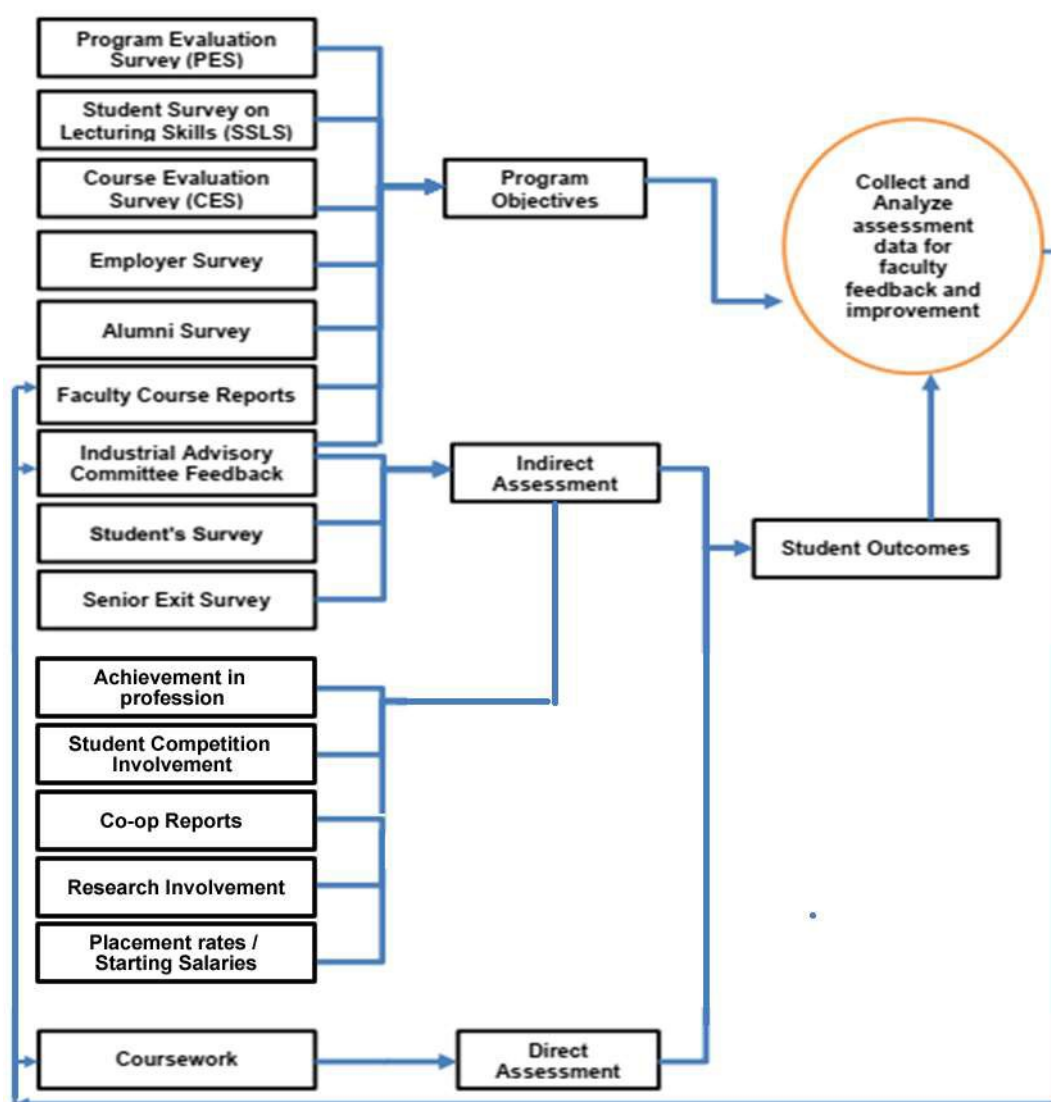 Program Evaluation
Survey (PES)
Student Survey on
Lecturing Skills (SSLS)
Course Evaluation
Survey (CES)
Employer Survey
Alumni Survey
Faculty Course Reports
Industrial Advisory
Committee Feedback
Student's Survey
Senior Exit Survey
Achievement in
profession
Student Competition
Involvement
Co-op Reports
Research Involvement
Placement rates /
Starting Salaries
Coursework
Program
Objectives
Indirect
Assessment
Direct
Assessment
Student Outcomes
Collect and
Analyze
assessment
data for
faculty
feedback and
improvement